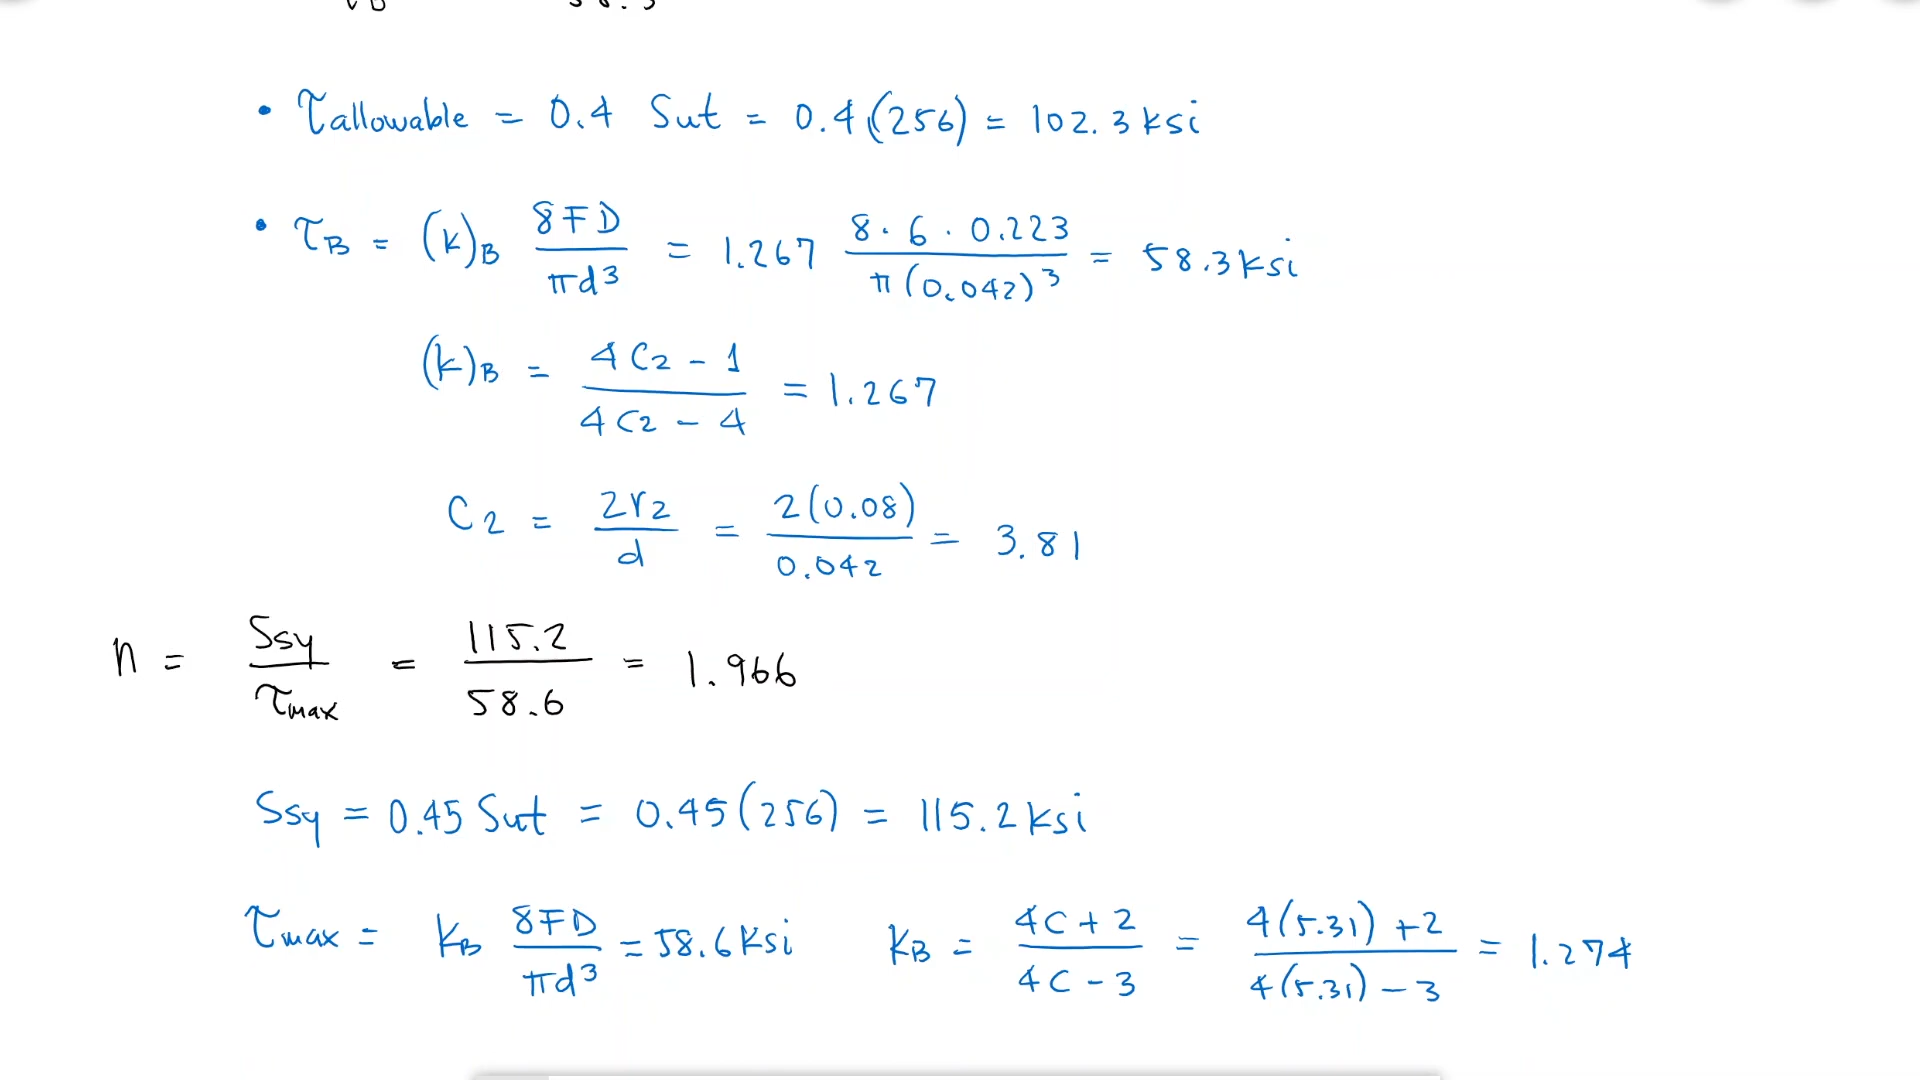 • τallowable = 0.4 Sut = 0.4(256) = 102.3 ksi
• τB = (k)B 8FD/πd³ = 1.267 8·6·0.223/π(0.042)³ = 58.3 ksi
(k)B = 4C2 - 1/4C2 - 4 = 1.267
C2 = 2r2/d = 2(0.08)/0.042 = 3.81
n = Ssy/τmax = 115.2/58.6 = 1.966
Ssy = 0.45 Sut = 0.45(256) = 115.2 ksi
τmax = KB 8FD/πd³ = 58.6 Ksi KB = 4C + 2/4C - 3 = 4(5.31) + 2/4(5.31) - 3 = 1.274